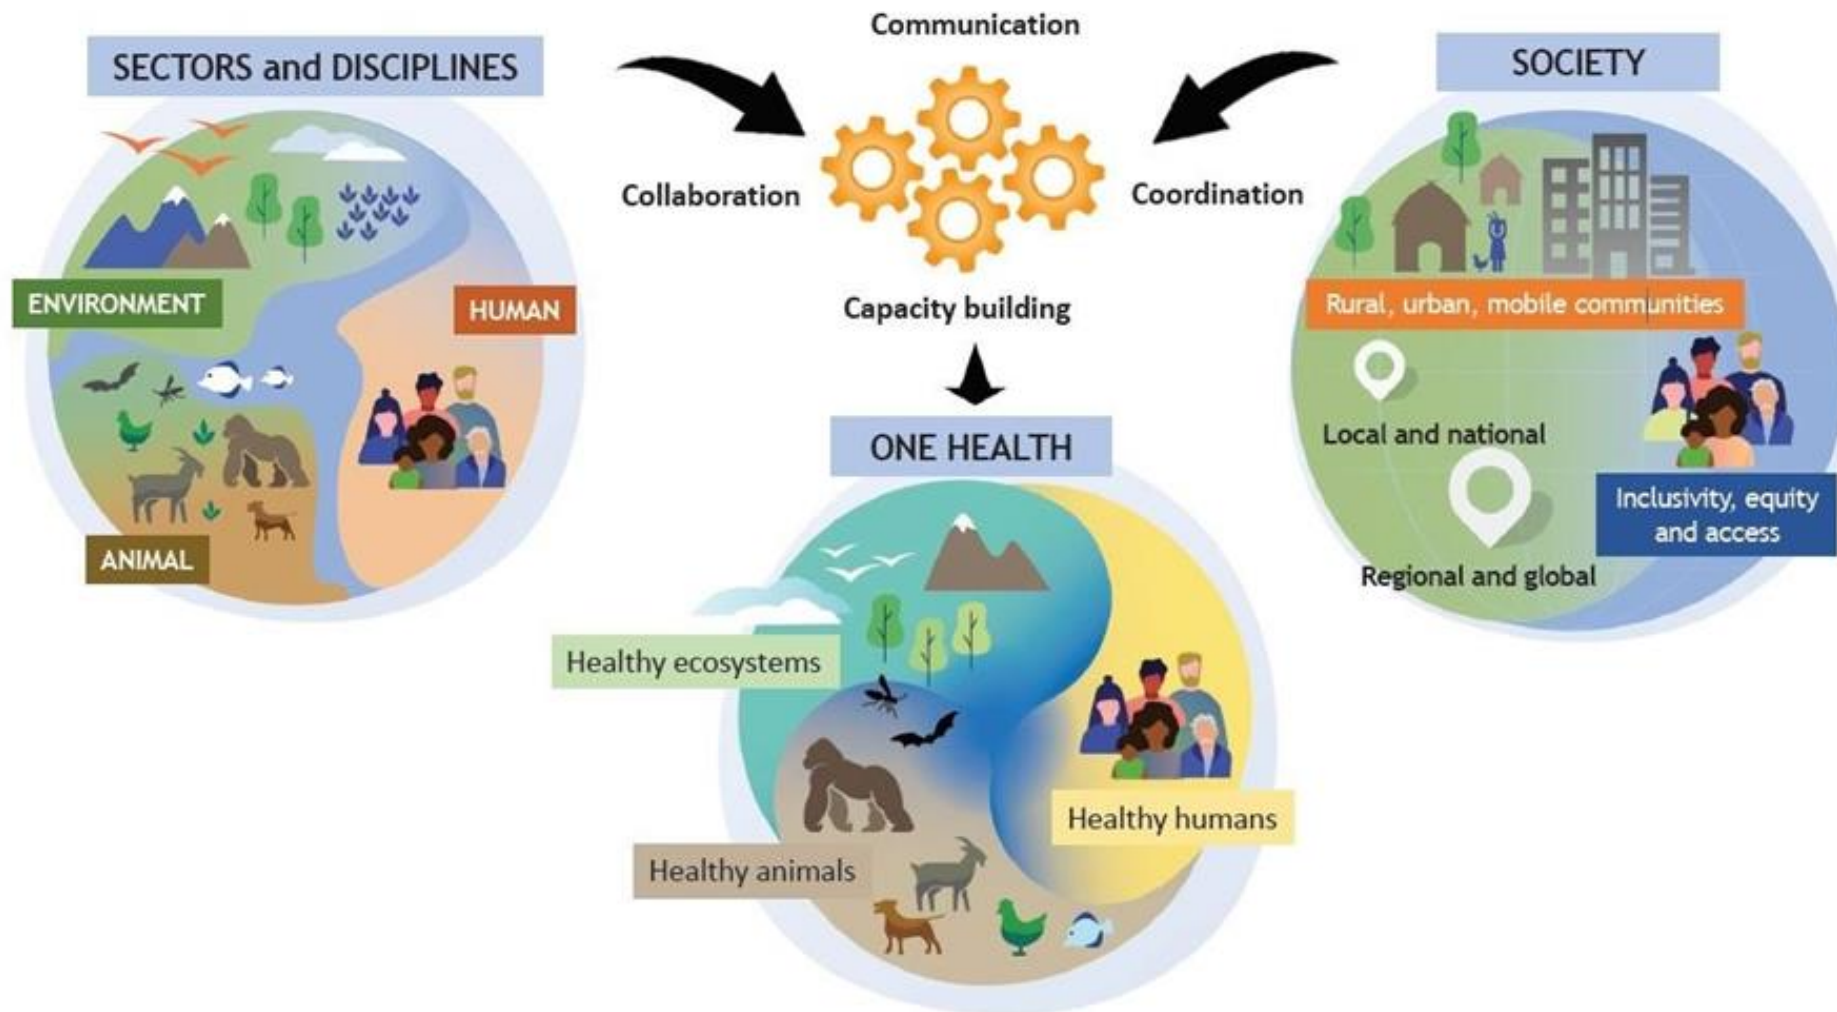 SECTORS and DISCIPLINES
ENVIRONMENT
HUMAN
ANIMAL
Communication
Collaboration
Coordination
Capacity building
SOCIETY
Rural, urban, mobile communities
Local and national
Inclusivity, equity
and access
Regional and global
ONE HEALTH
Healthy ecosystems
Healthy humans
Healthy animals